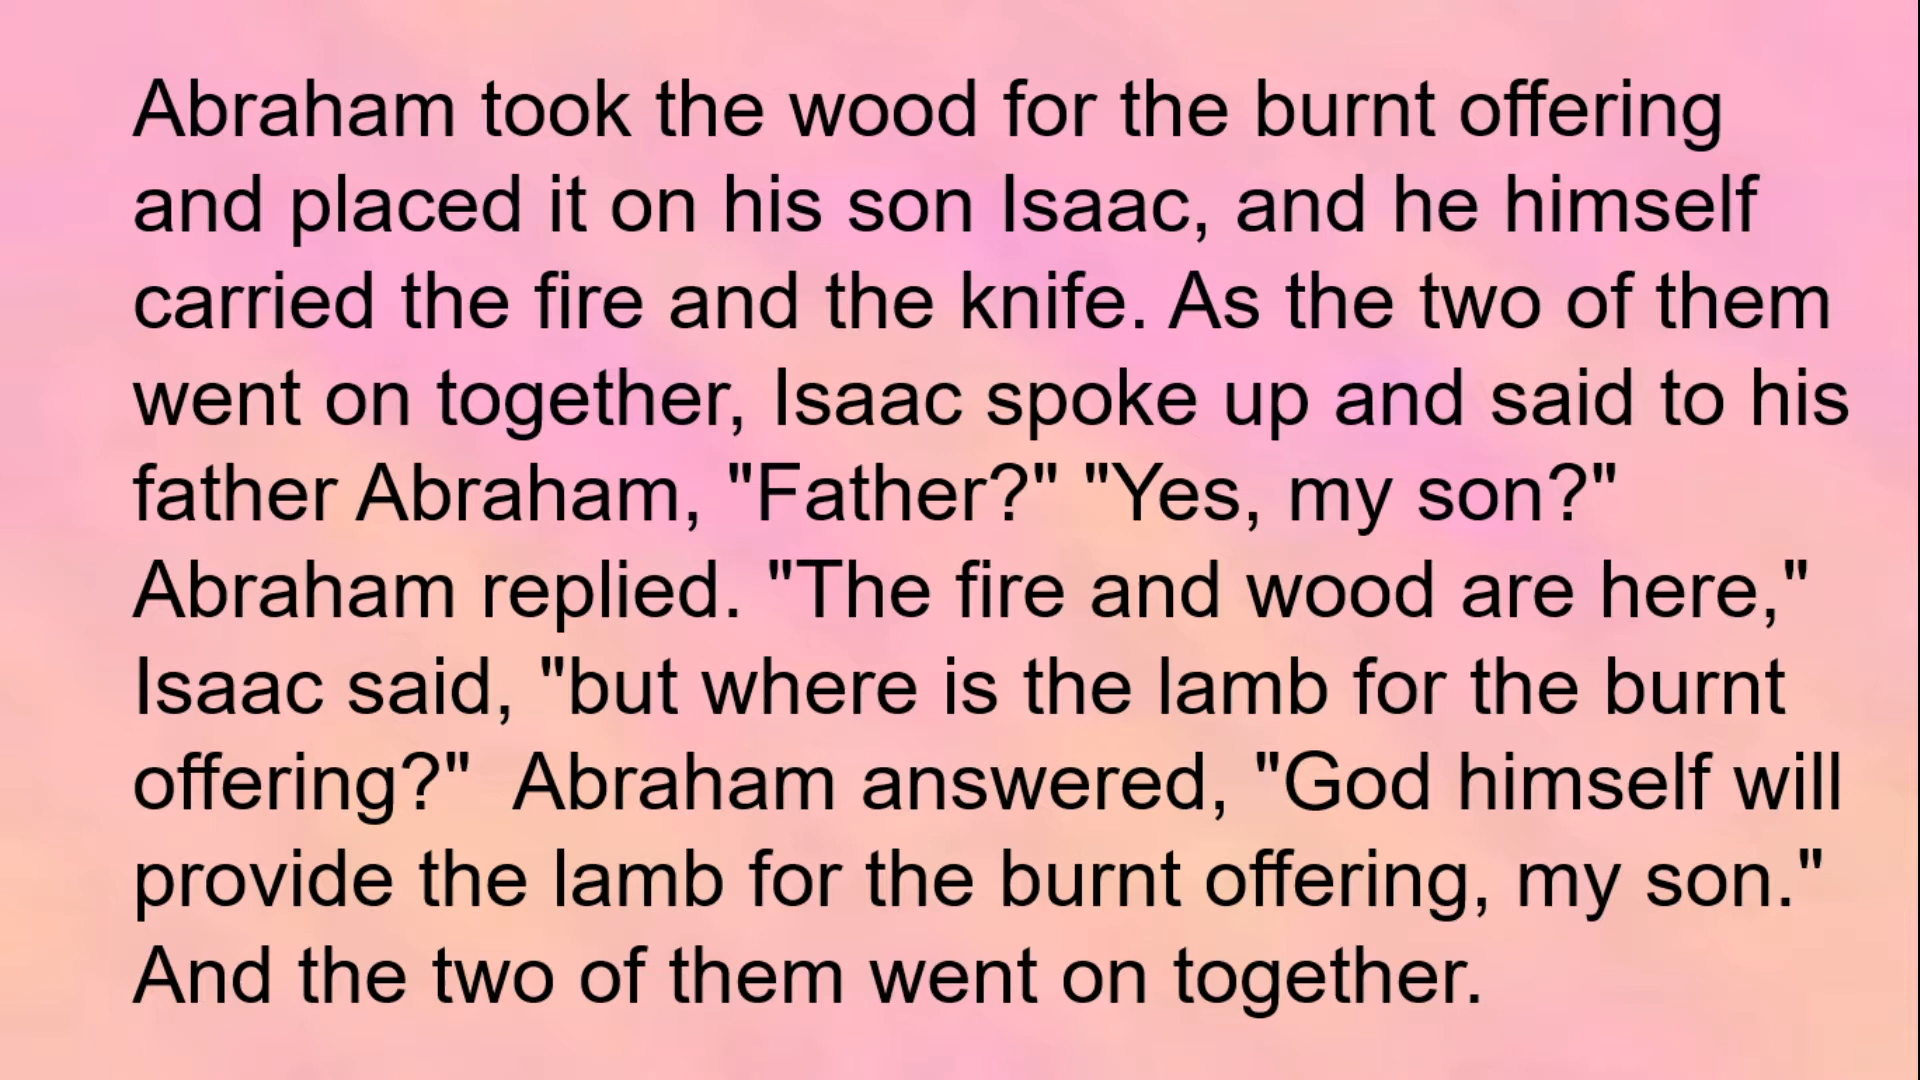 Abraham took the wood for the burnt offering
and placed it on his son Isaac, and he himself
carried the fire and the knife. As the two of them
went on together, Isaac spoke up and said to his
father Abraham, "Father?" "Yes, my son?"
Abraham replied. "The fire and wood are here,"
Isaac said, "but where is the lamb for the burnt
offering?"  Abraham answered, "God himself will
provide the lamb for the burnt offering, my son."
And the two of them went on together.